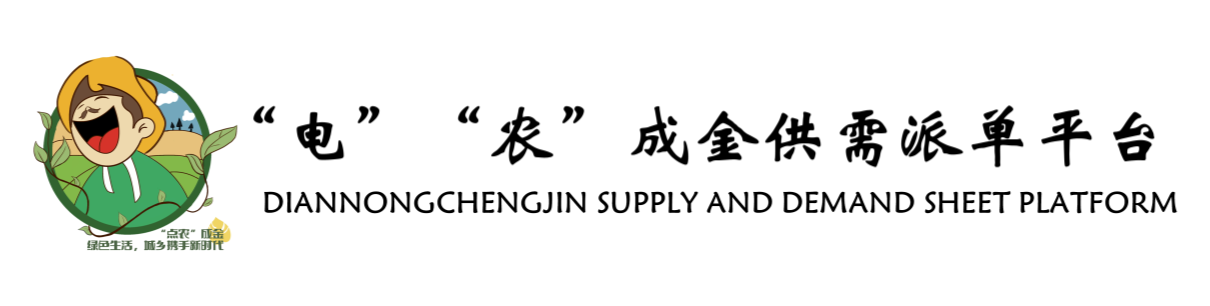 “电”“农”成金供需派单平台
DIANNONGCHENGJIN SUPPLY AND DEMAND SHEET PLATFORM
“点农”成金
绿色生活，城乡携手新时代